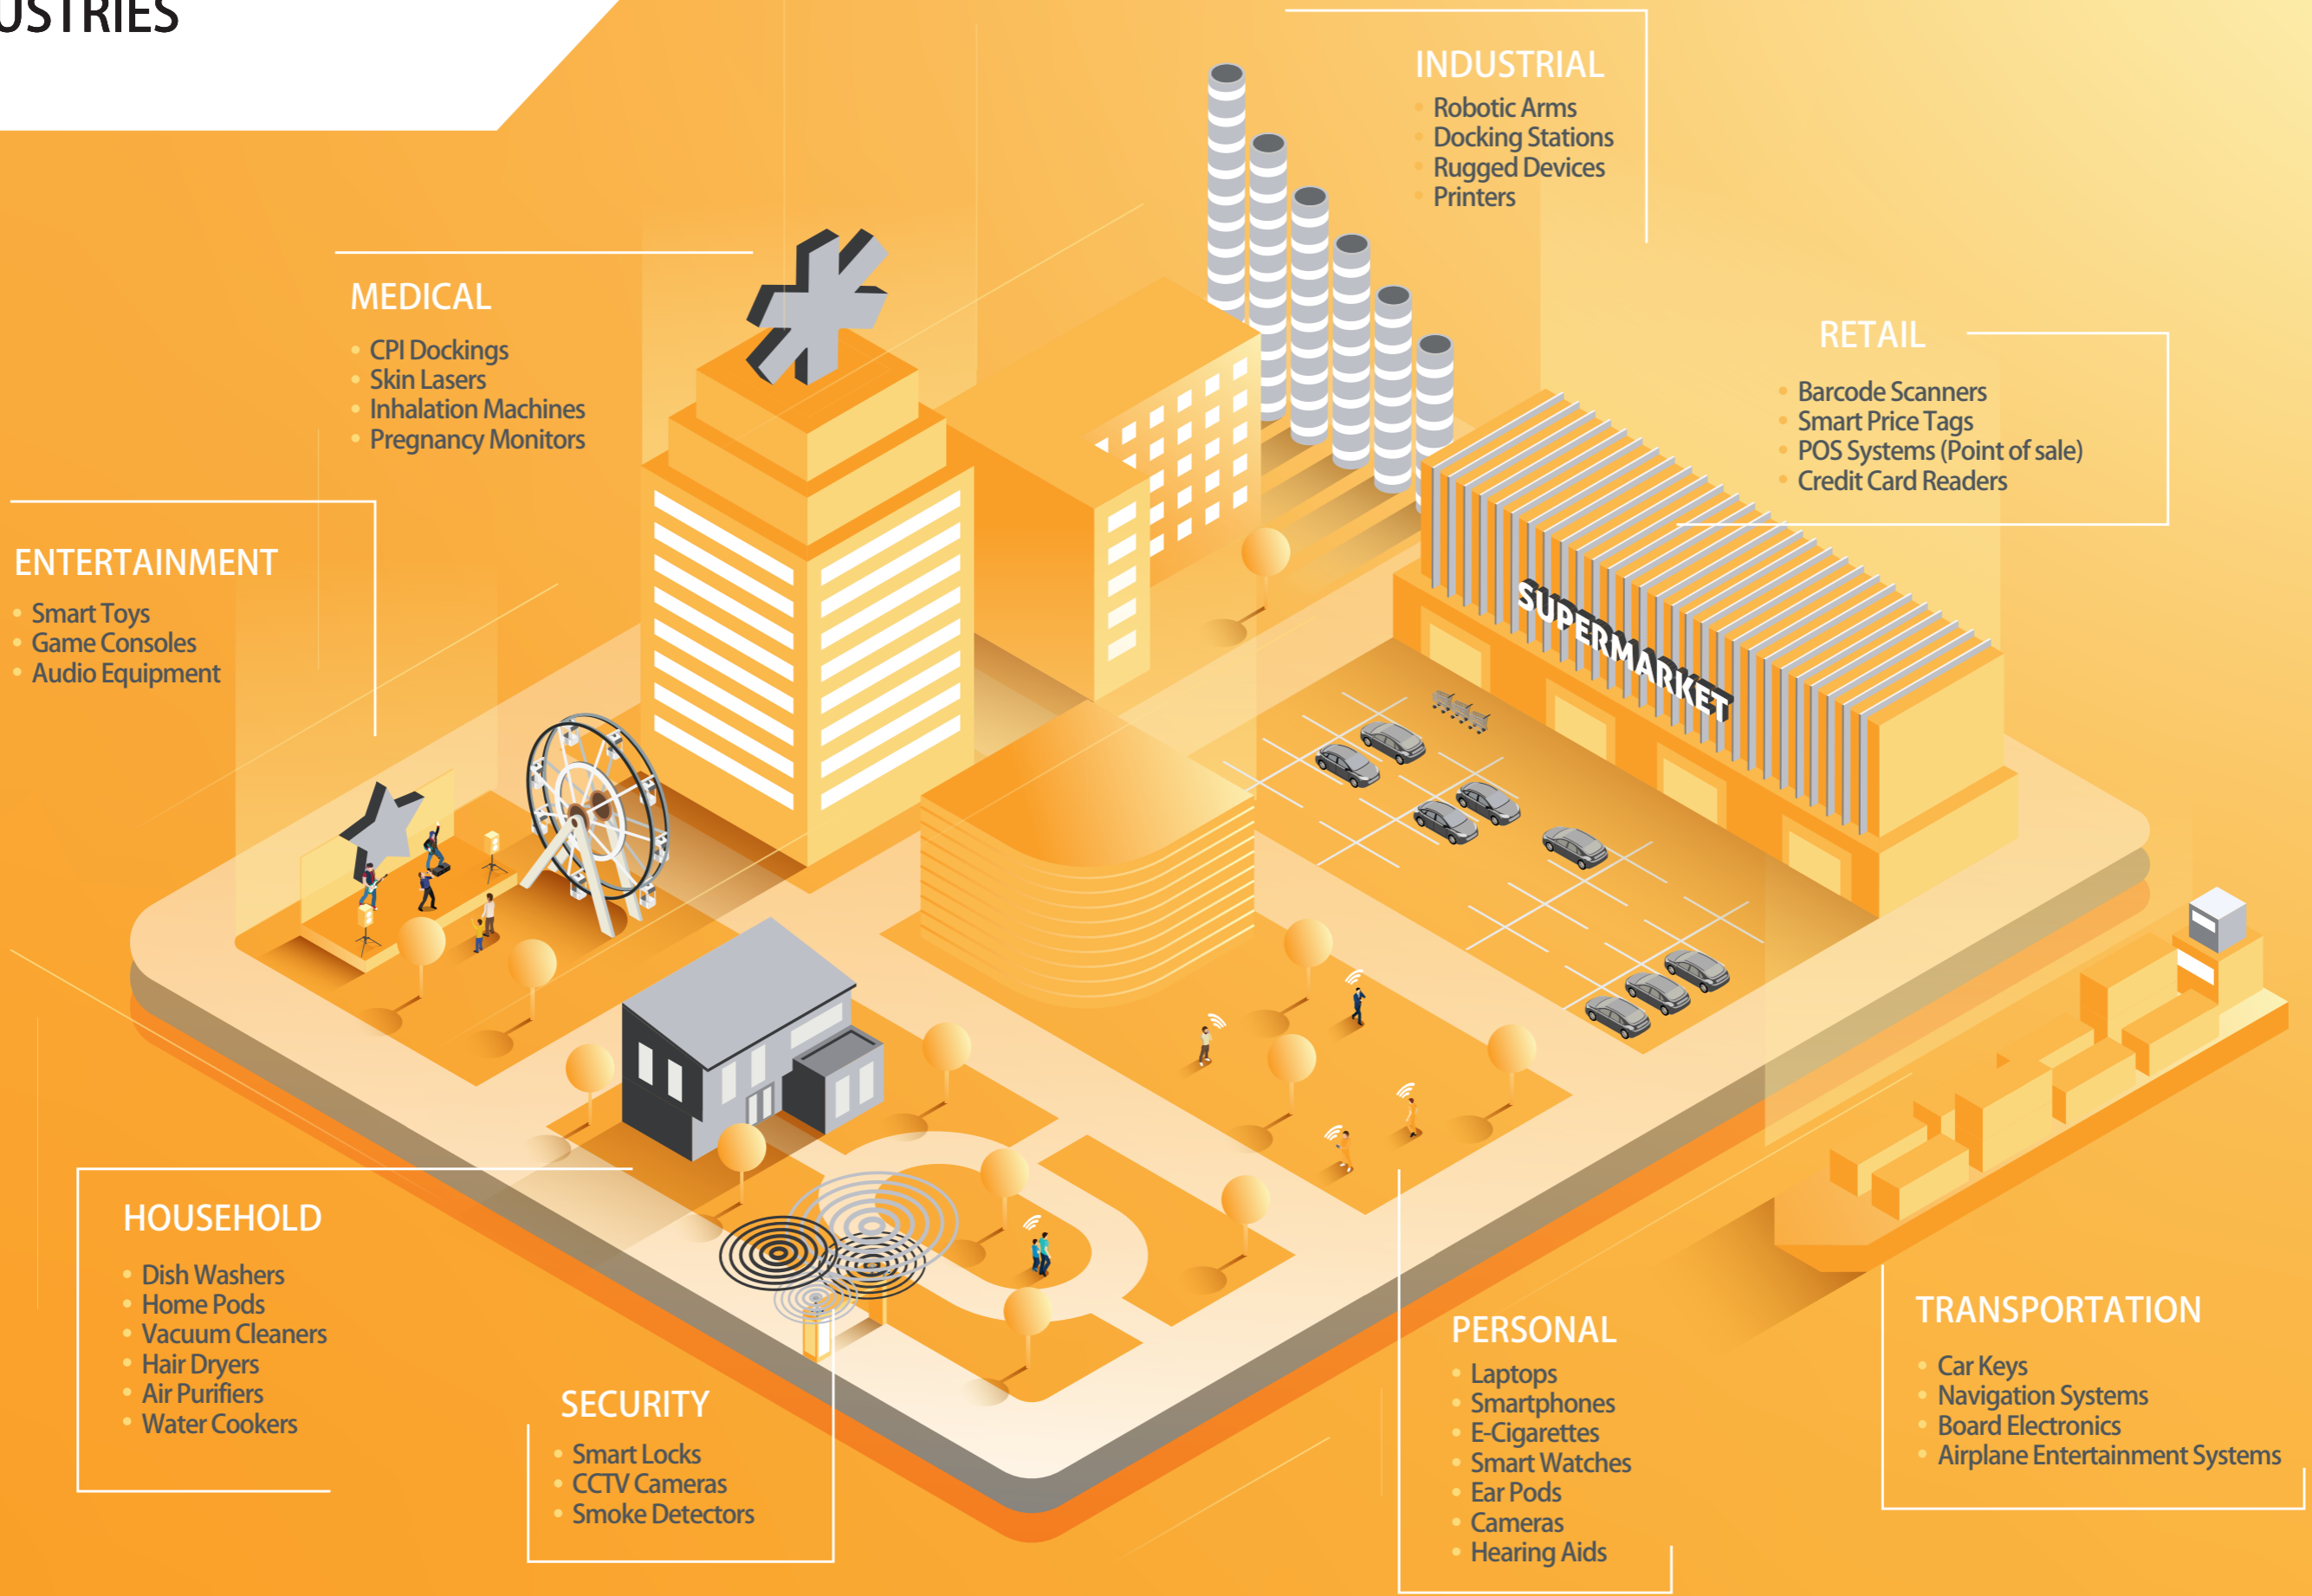 USTRIES
INDUSTRIAL
• Robotic Arms
• Docking Stations
• Rugged Devices
• Printers
MEDICAL
• CPI Dockings
• Skin Lasers
• Inhalation Machines
• Pregnancy Monitors
RETAIL
• Barcode Scanners
• Smart Price Tags
• POS Systems (Point of sale)
• Credit Card Readers
ENTERTAINMENT
• Smart Toys
• Game Consoles
• Audio Equipment
SUPERMARKET
HOUSEHOLD
• Dish Washers
• Home Pods
• Vacuum Cleaners
• Hair Dryers
• Air Purifiers
• Water Cookers
SECURITY
• Smart Locks
• CCTV Cameras
• Smoke Detectors
PERSONAL
• Laptops
• Smartphones
• E-Cigarettes
• Smart Watches
• Ear Pods
• Cameras
• Hearing Aids
TRANSPORTATION
• Car Keys
• Navigation Systems
• Board Electronics
• Airplane Entertainment Systems